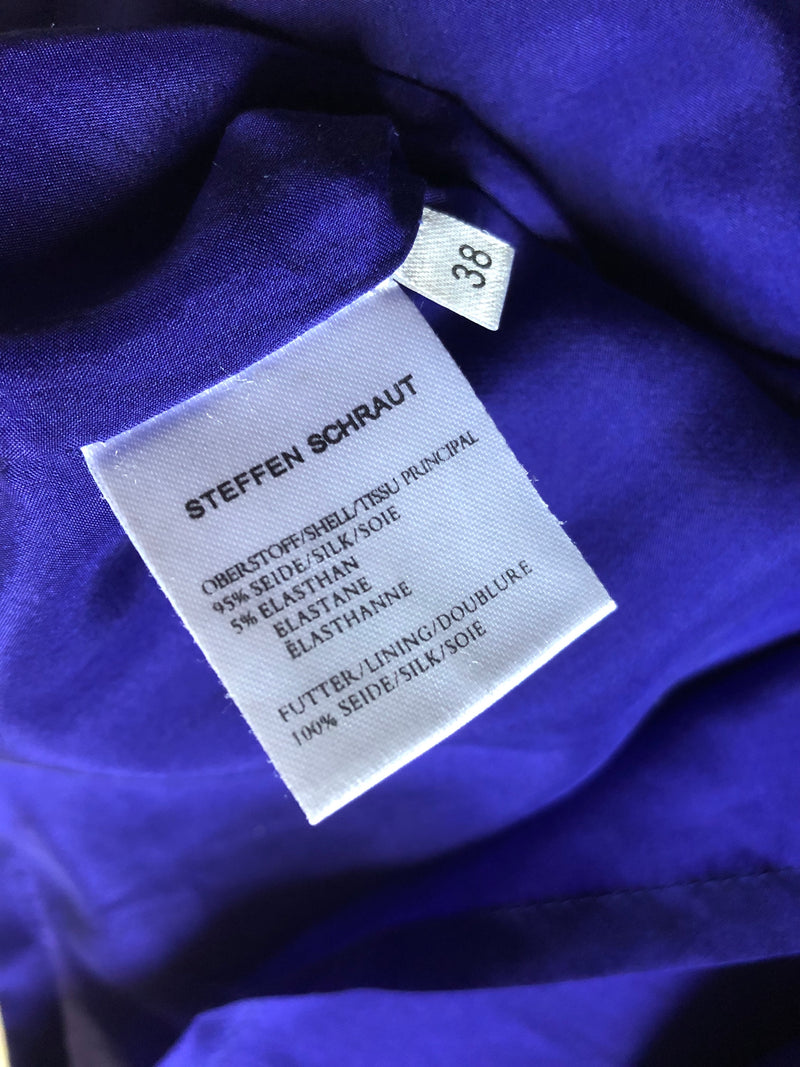 38
STEFFEN SCHRAUT
OBERSTOFF/SHELL/TISSU PRINCIPAL
95% SEIDE/SILK/SOIE
5% ELASTHAN
ELASTANE
ÉLASTHANNE
FUTTER/LINING/DOUBLURE
100% SEIDE/SILK/SOIE